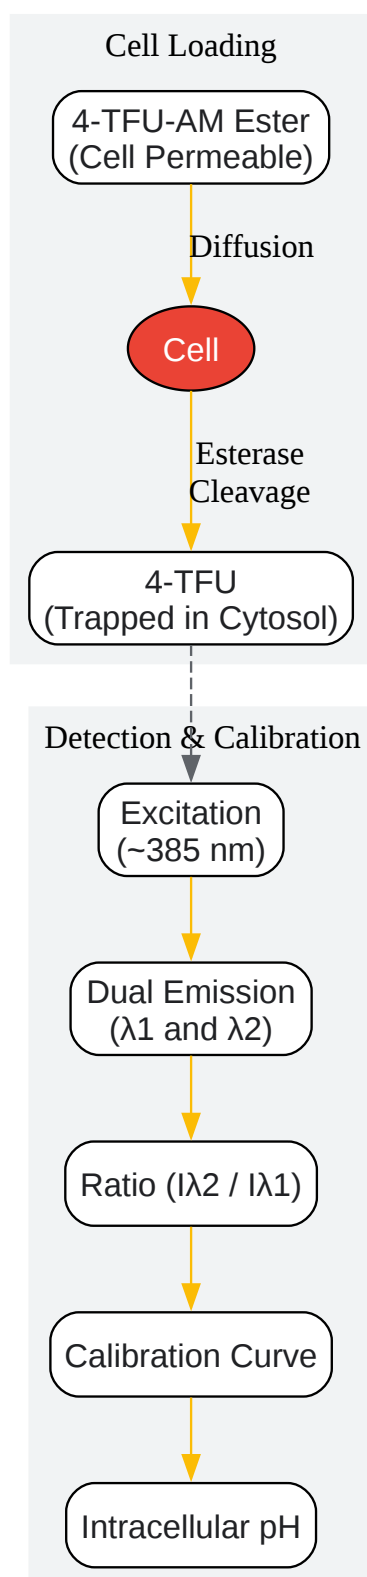 Cell Loading
4-TFU-AM Ester
(Cell Permeable)
Diffusion
Cell
Esterase
Cleavage
4-TFU
(Trapped in Cytosol)
Detection & Calibration
Excitation
(~385 nm)
Dual Emission
(λ1 and λ2)
Ratio (Iλ2 / Iλ1)
Calibration Curve
Intracellular pH